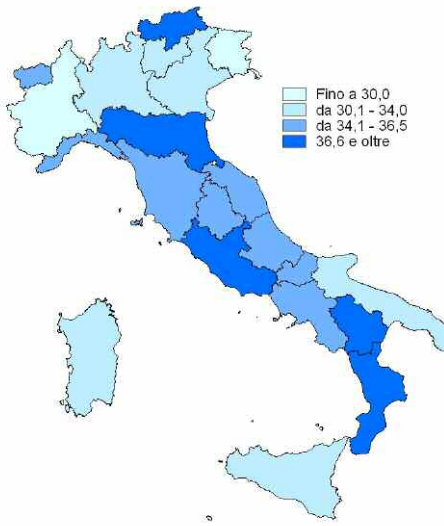 Fino a 30,0
da 30,1 - 34,0
da 34,1 - 36,5
36,6 e oltre